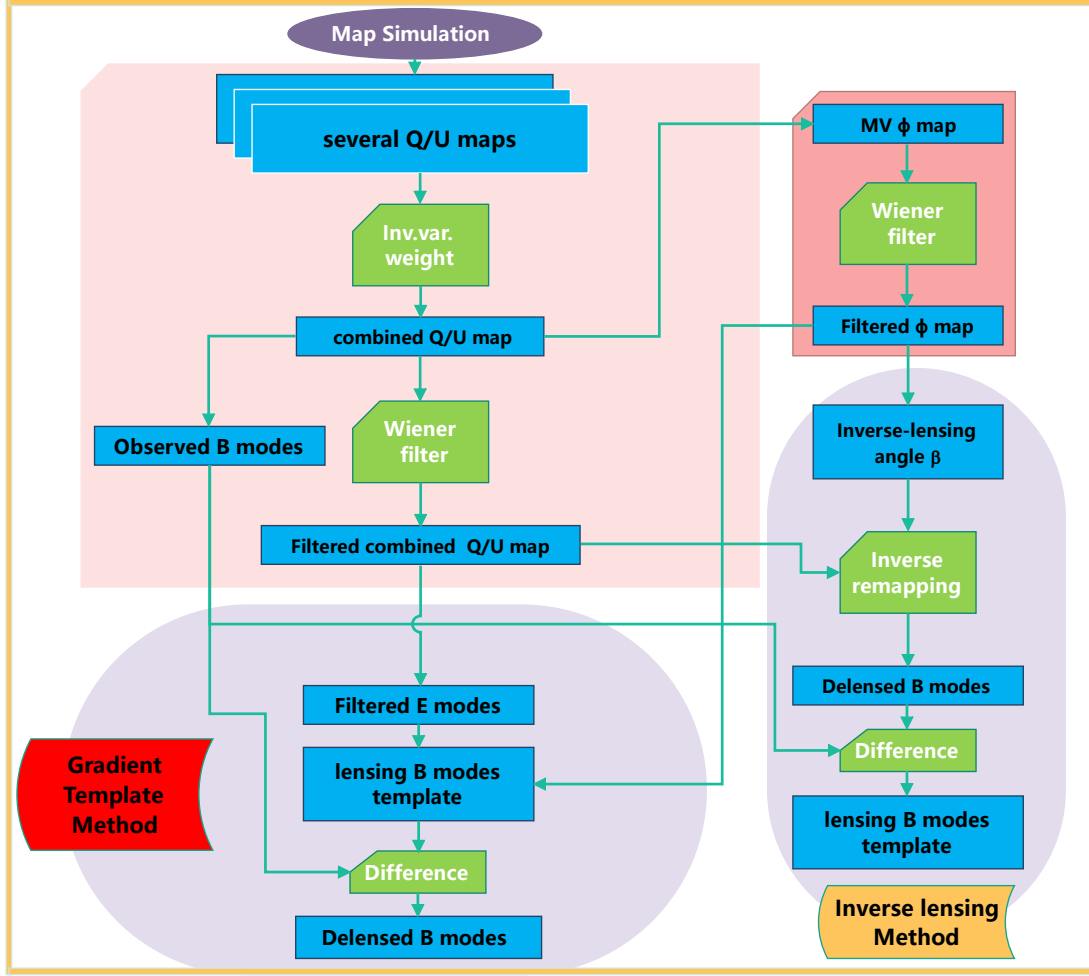 Map Simulation
several Q/U maps
Inv.var.
weight
combined Q/U map
Observed B modes
Wiener
filter
Filtered combined Q/U map
MV ϕ map
Wiener
filter
Filtered ϕ map
Inverse-lensing
angle β
Inverse
remapping
Delensed B modes
Difference
lensing B modes
template
Inverse lensing
Method
Filtered E modes
lensing B modes
template
Difference
Delensed B modes
Gradient
Template
Method